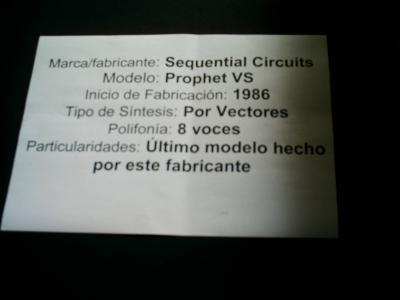 Marca/fabricante: Sequential Circuits
Modelo: Prophet VS
Início de Fabricación: 1986
Tipo de Síntesis: Por Vectores
Polifonía: 8 voces
Particularidades: Último modelo hecho
por este fabricante